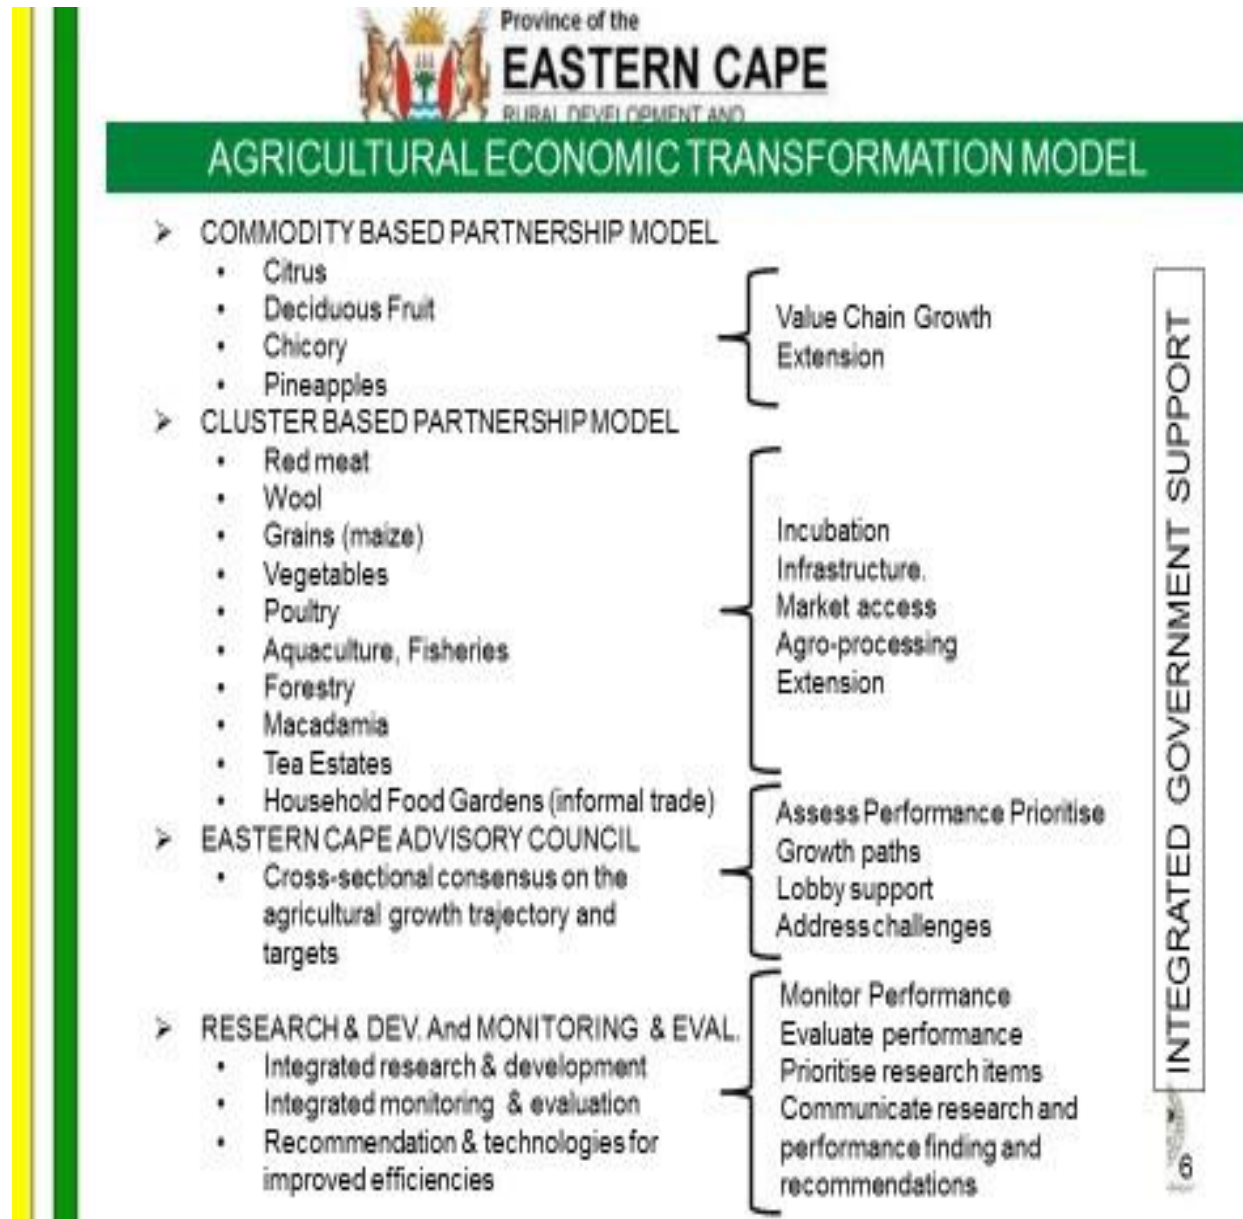 Province of the
EASTERN CAPE
RURAL DEVELOPMENT AND
AGRICULTURAL ECONOMIC TRANSFORMATION MODEL
➢ COMMODITY BASED PARTNERSHIP MODEL
• Citrus
• Deciduous Fruit
• Chicory
• Pineapples
Value Chain Growth
Extension
➢ CLUSTER BASED PARTNERSHIP MODEL
• Red meat
• Wool
• Grains (maize)
• Vegetables
• Poultry
• Aquaculture, Fisheries
• Forestry
• Macadamia
• Tea Estates
• Household Food Gardens (informal trade)
Incubation
Infrastructure.
Market access
Agro-processing
Extension
➢ EASTERN CAPE ADVISORY COUNCIL
• Cross-sectional consensus on the
agricultural growth trajectory and
targets
Assess Performance Prioritise
Growth paths
Lobby support
Address challenges
➢ RESEARCH & DEV. And MONITORING & EVAL.
• Integrated research & development
• Integrated monitoring & evaluation
• Recommendation & technologies for
improved efficiencies
Monitor Performance
Evaluate performance
Prioritise research items
Communicate research and
performance finding and
recommendations
INTEGRATED GOVERNMENT SUPPORT
6